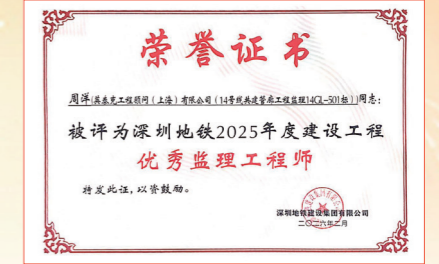 荣誉证书
周洋(英泰克工程顾问(上海)有限公司(14号线共建管廊工程监理14GL-501标))同志:
被评为深圳地铁2025年度建设工程
优秀监理工程师
特发此证,以资鼓励。
深圳地铁建设集团有限公司
二〇二六年二月